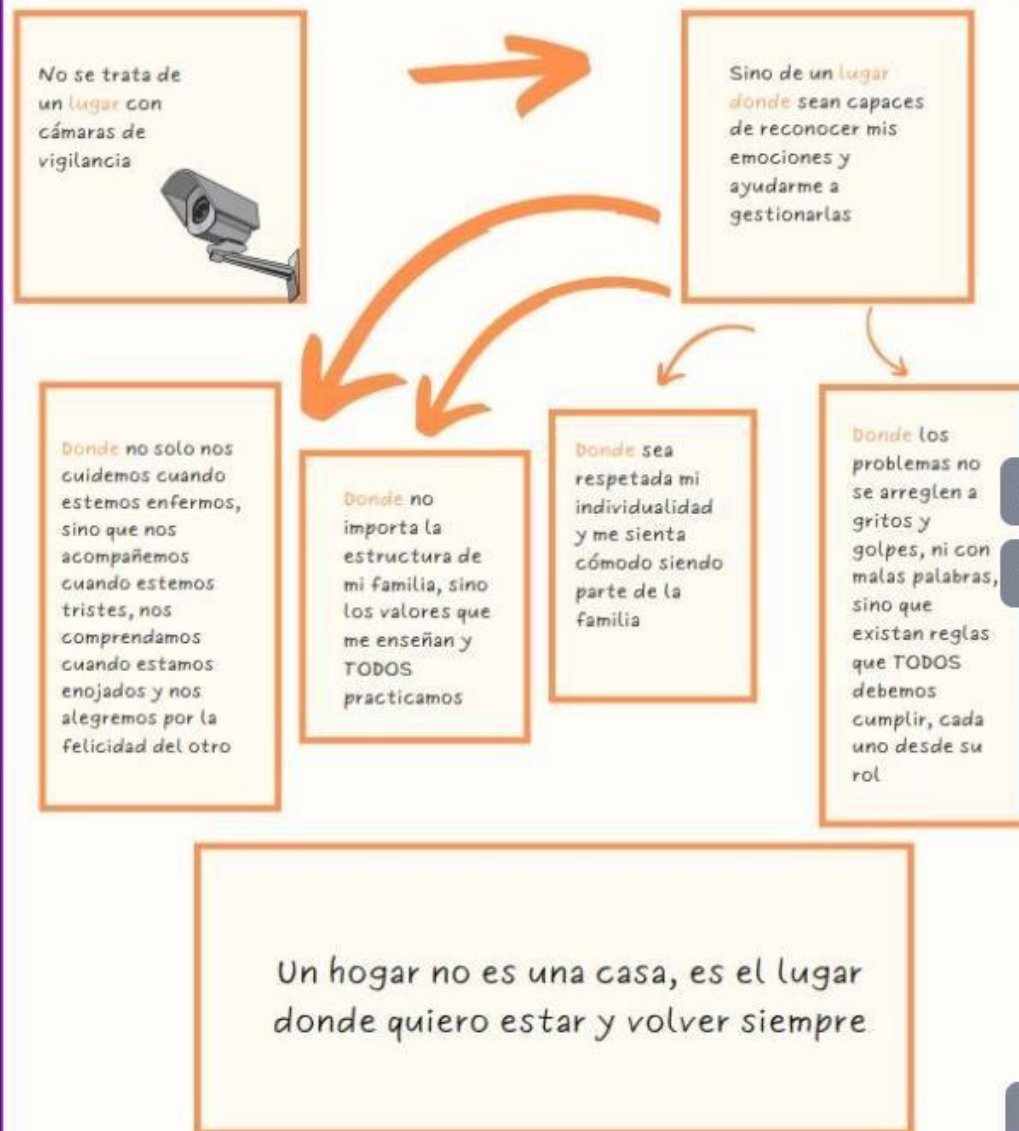 No se trata de
un lugar con
cámaras de
vigilancia
Sino de un lugar
donde sean capaces
de reconocer mis
emociones y
ayudarme a
gestionarlas
Donde no solo nos
cuidemos cuando
estemos enfermos,
sino que nos
acompañemos
cuando estemos
tristes, nos
comprendamos
cuando estamos
enojados y nos
alegremos por la
felicidad del otro
Donde no
importa la
estructura de
mi familia, sino
los valores que
me enseñan y
TODOS
practicamos
Donde sea
respetada mi
individualidad
y me sienta
cómodo siendo
parte de la
familia
Donde los
problemas no
se arreglen a
gritos y
golpes, ni con
malas palabras,
sino que
existan reglas
que TODOS
debemos
cumplir, cada
uno desde su
rol
Un hogar no es una casa, es el lugar
donde quiero estar y volver siempre